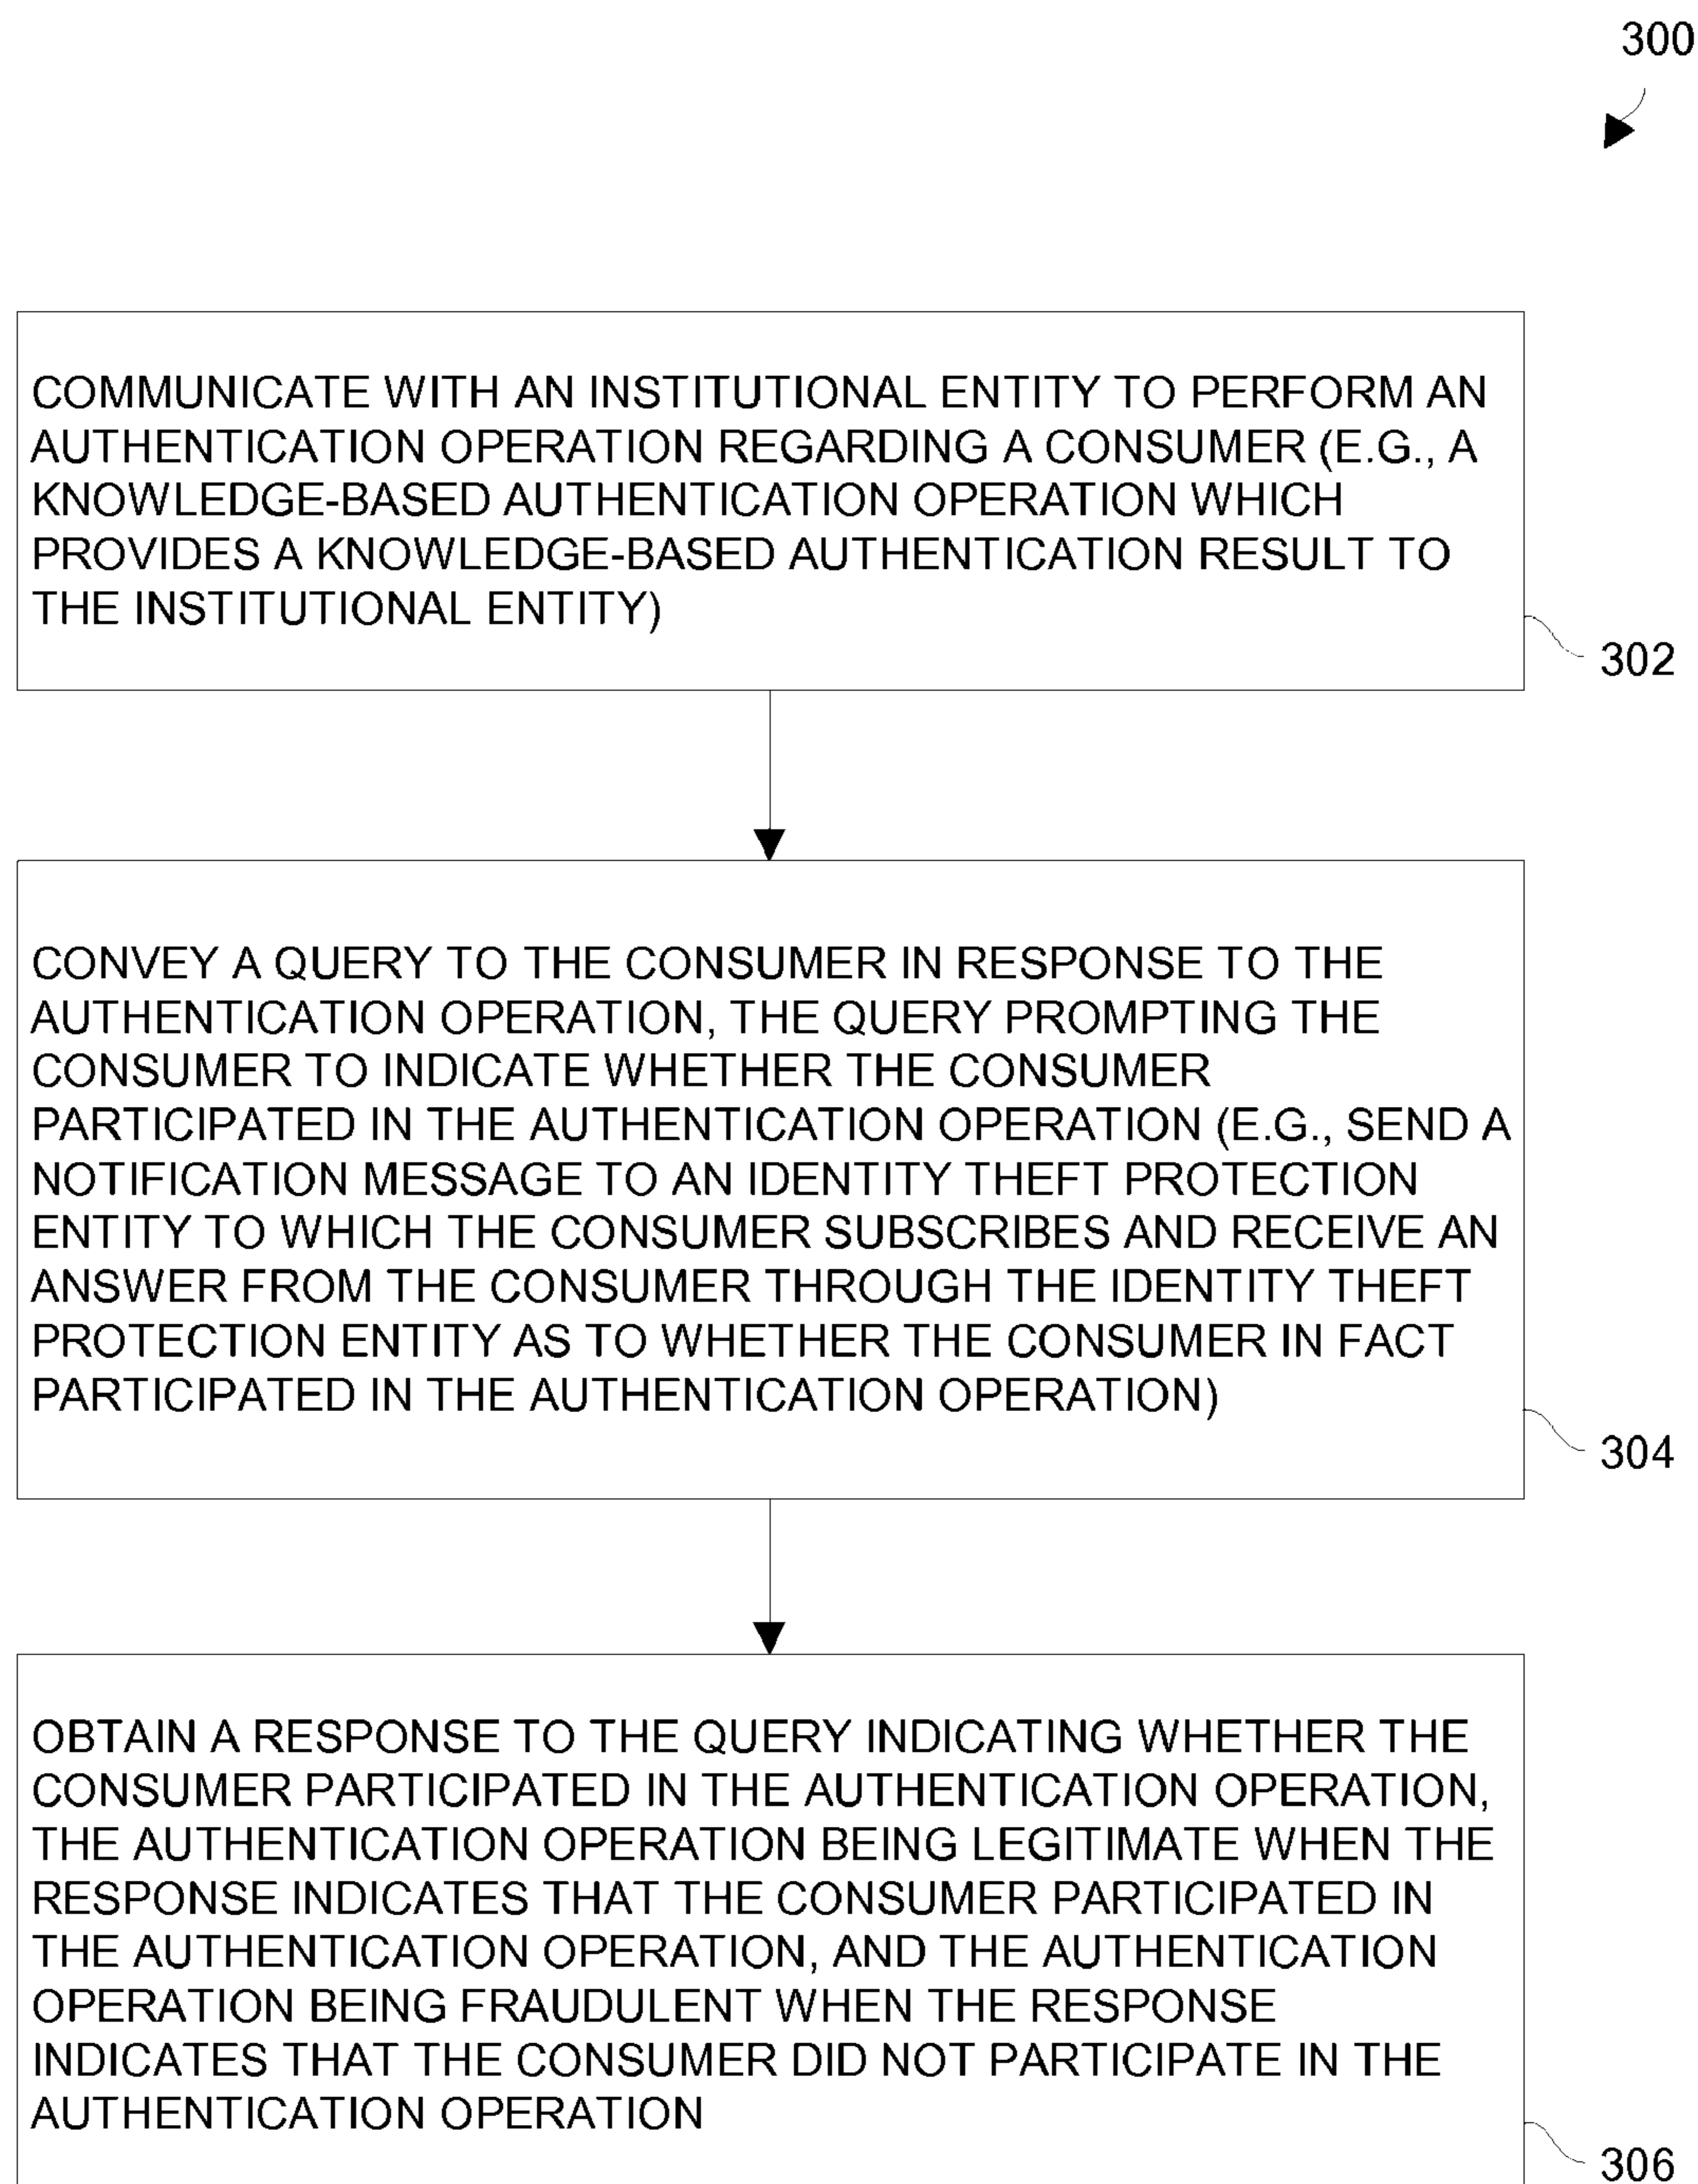 300
COMMUNICATE WITH AN INSTITUTIONAL ENTITY TO PERFORM AN
AUTHENTICATION OPERATION REGARDING A CONSUMER (E.G., A
KNOWLEDGE-BASED AUTHENTICATION OPERATION WHICH
PROVIDES A KNOWLEDGE-BASED AUTHENTICATION RESULT TO
THE INSTITUTIONAL ENTITY)
302
CONVEY A QUERY TO THE CONSUMER IN RESPONSE TO THE
AUTHENTICATION OPERATION, THE QUERY PROMPTING THE
CONSUMER TO INDICATE WHETHER THE CONSUMER
PARTICIPATED IN THE AUTHENTICATION OPERATION (E.G., SEND A
NOTIFICATION MESSAGE TO AN IDENTITY THEFT PROTECTION
ENTITY TO WHICH THE CONSUMER SUBSCRIBES AND RECEIVE AN
ANSWER FROM THE CONSUMER THROUGH THE IDENTITY THEFT
PROTECTION ENTITY AS TO WHETHER THE CONSUMER IN FACT
PARTICIPATED IN THE AUTHENTICATION OPERATION)
304
OBTAIN A RESPONSE TO THE QUERY INDICATING WHETHER THE
CONSUMER PARTICIPATED IN THE AUTHENTICATION OPERATION,
THE AUTHENTICATION OPERATION BEING LEGITIMATE WHEN THE
RESPONSE INDICATES THAT THE CONSUMER PARTICIPATED IN
THE AUTHENTICATION OPERATION, AND THE AUTHENTICATION
OPERATION BEING FRAUDULENT WHEN THE RESPONSE
INDICATES THAT THE CONSUMER DID NOT PARTICIPATE IN THE
AUTHENTICATION OPERATION
306